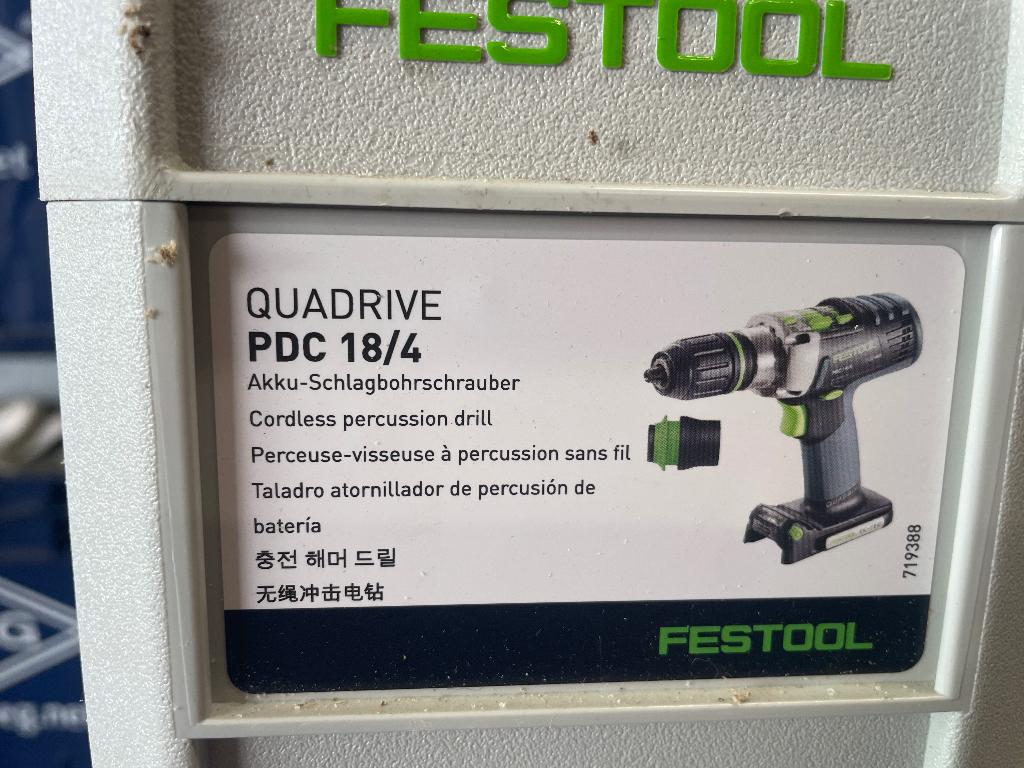 FESTOOL
QUADRIVE
PDC 18/4
Akku-Schlagbohrschrauber
Cordless percussion drill
Perceuse-visseuse à percussion sans fil
Taladro atornillador de percusión de
batería
충전 해머 드릴
无绳冲击电钻
FESTOOL
719388
FESTOOL